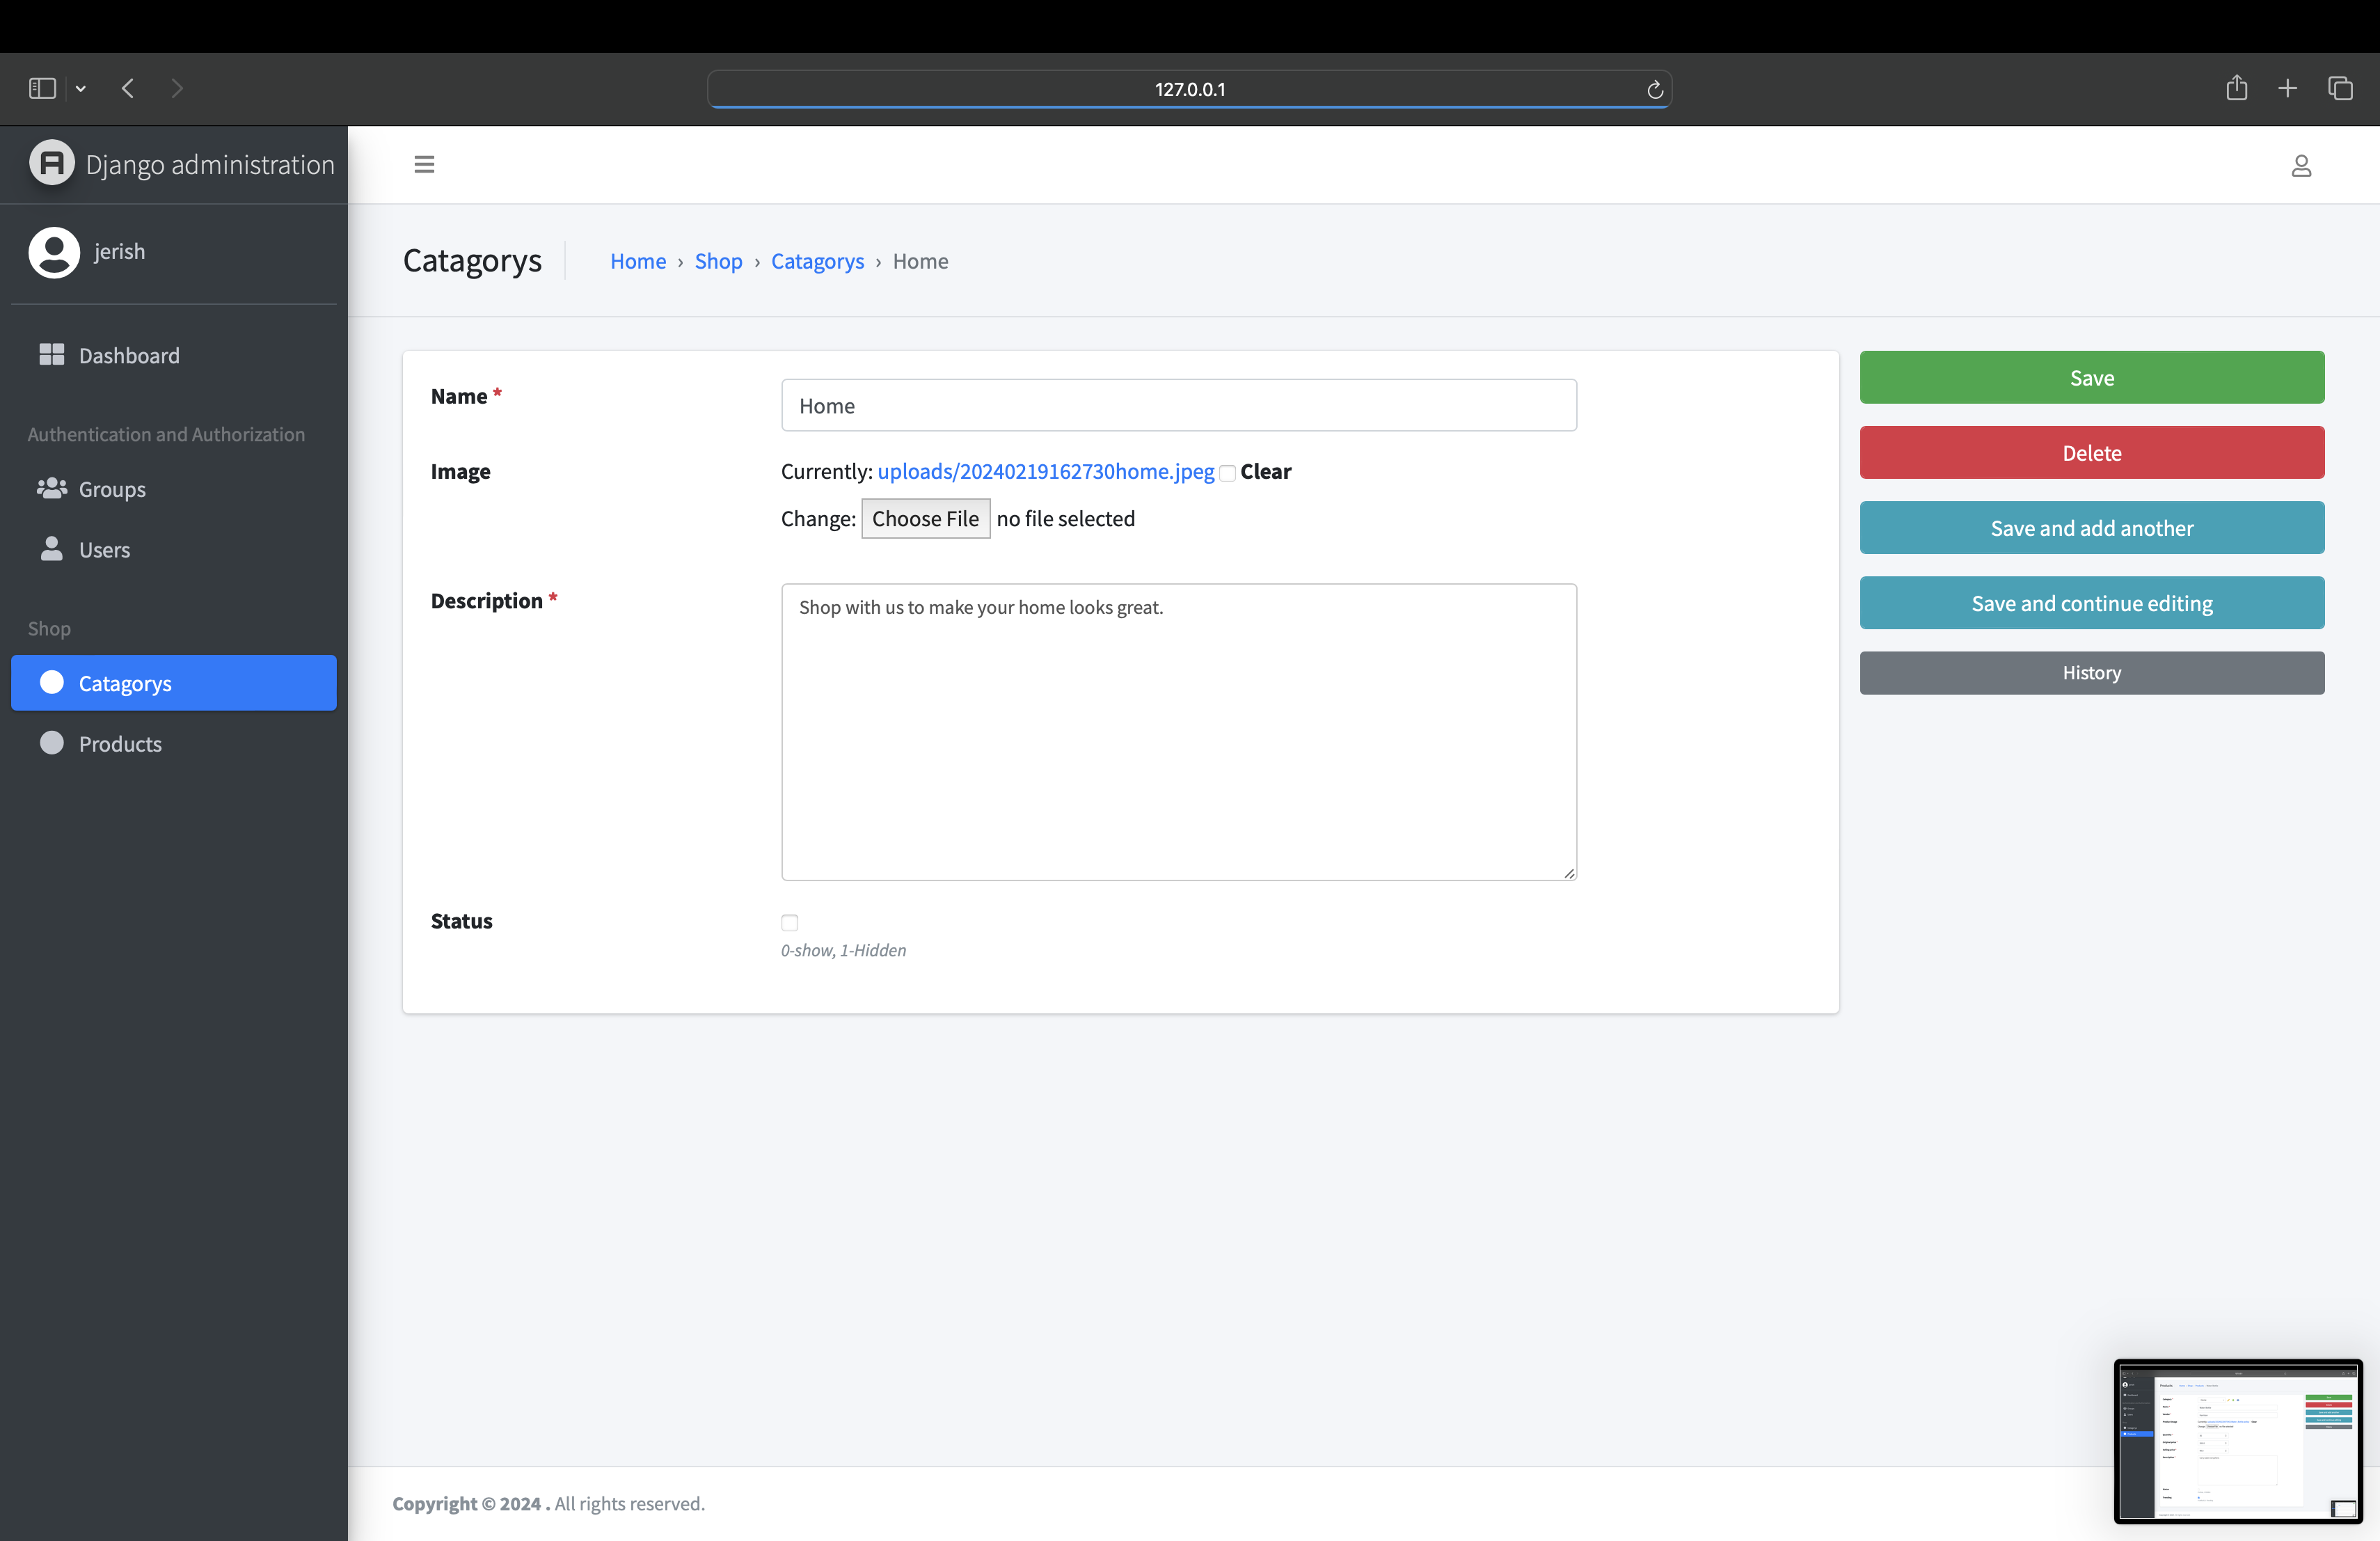 127.0.0.1
Django administration
jerish
Dashboard
Authentication and Authorization
Groups
Users
Shop
Catagorys
Products
Catagorys
Home › Shop › Catagorys › Home
Name *
Home
Image
Currently: uploads/20240219162730home.jpeg Clear
Change: Choose File no file selected
Description *
Shop with us to make your home looks great.
Status
0-show, 1-Hidden
Save
Delete
Save and add another
Save and continue editing
History
Copyright © 2024 . All rights reserved.